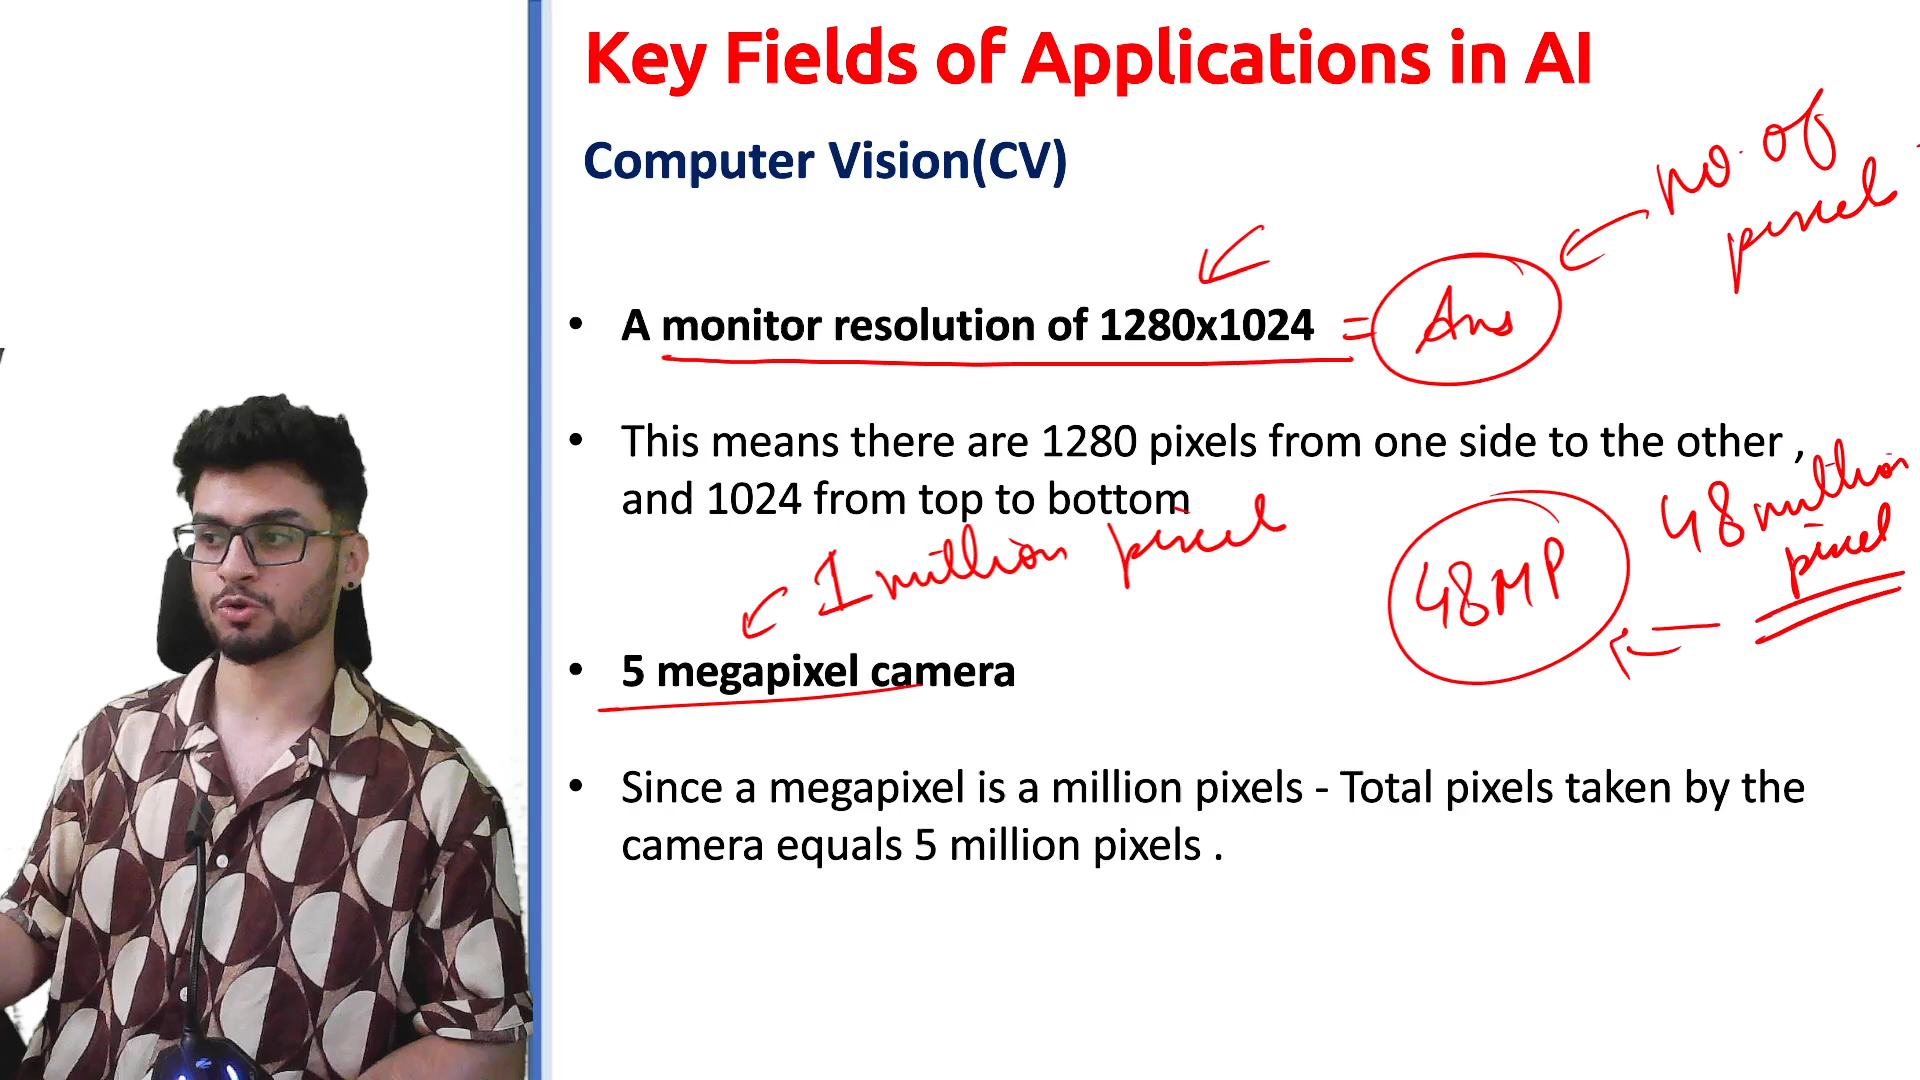 Key Fields of Applications in AI
Computer Vision(CV)
no. of
pixel
• A monitor resolution of 1280x1024 = Ans
• This means there are 1280 pixels from one side to the other ,
and 1024 from top to bottom
48 million
pixel
1 million pixel
48MP
• 5 megapixel camera
• Since a megapixel is a million pixels - Total pixels taken by the
camera equals 5 million pixels .